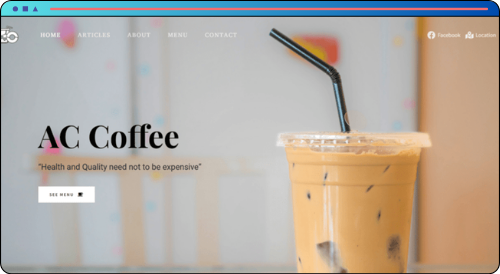 HOME ARTICLES ABOUT MENU CONTACT Facebook Location
AC Coffee
"Health and Quality need not to be expensive"
SEE MENU